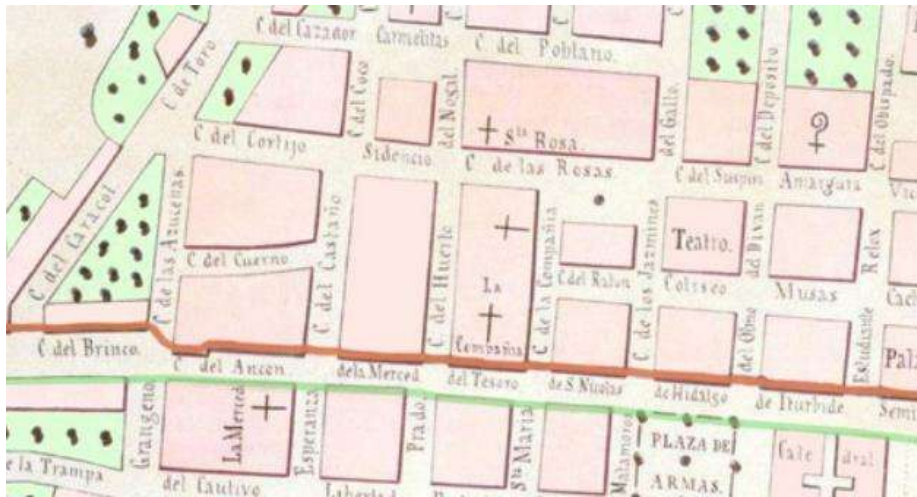 C del Cazador
Carmelitas
C. del Poblano.
C de Toro
C del Coco
del Nogal
del Gallo.
C del Deposito
C del Obispado.
C del Cortijo
Sidencio.
Sta Rosa.
C de las Rosas.
C del Suspiro
Amargura
C del Caracol
C de las Azucenas.
C del Cuerno
C del Castaño
C del Huerto
La
Compañia
C de la Compañia
C del Raton
C de los Jazmines
Teatro.
Coliseo
del Divan
Musas
Relox
C del Brinco.
C del Ancon
de la Merced
del Tesoro
de S. Nicolas
de Hidalgo
del Olmo
de Iturbide
Estudiante
Grangeno
La Merced
Esperanza
Prado.
Sta Maria
Matamoros
PLAZA DE
ARMAS.
Cate dral
de la Trampa
del Cautivo